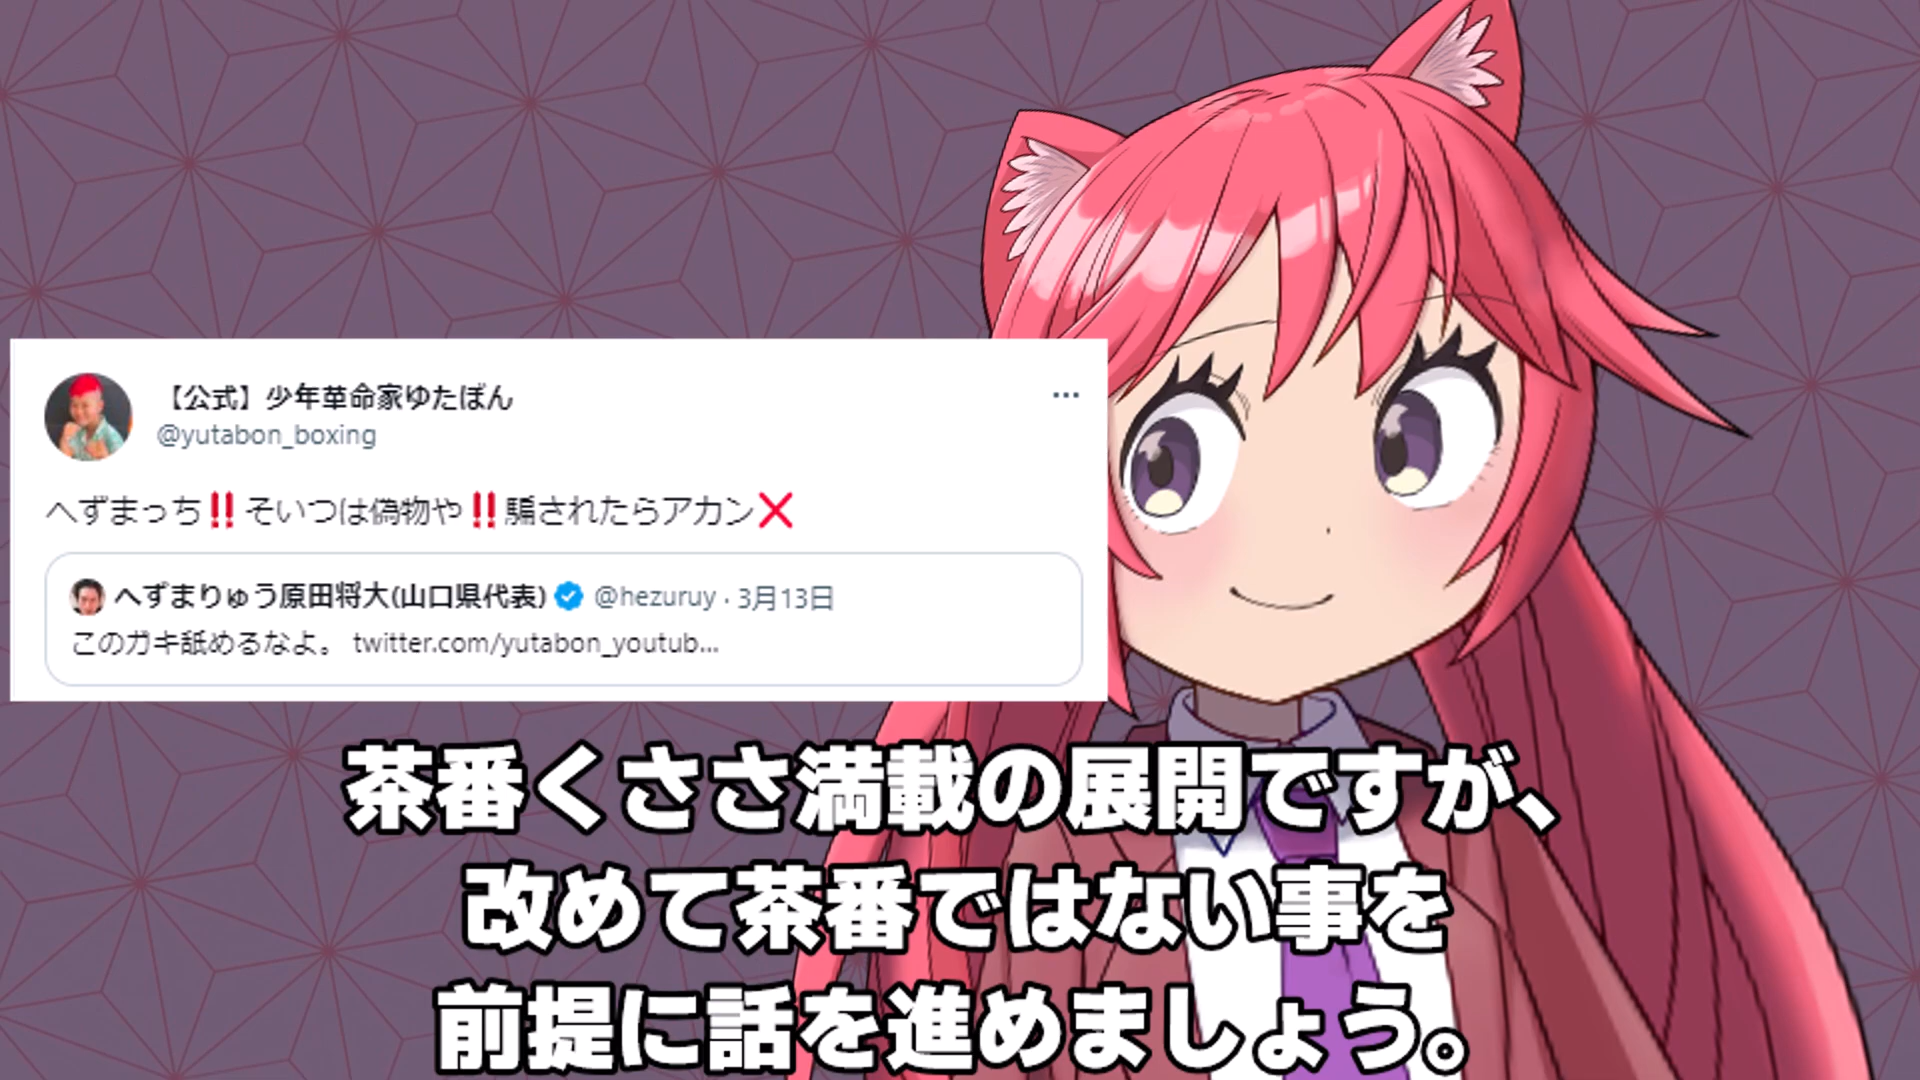 【公式】少年革命家ゆたぼん
@yutabon_boxing
へずまっち‼そいつは偽物や‼騙されたらアカン❌
へずまりゅう原田将大(山口県代表) @hezuruy · 3月13日
このガキ舐めるなよ。 twitter.com/yutabon_youtub...
茶番くささ満載の展開ですが、
改めて茶番ではない事を
前提に話を進めましょう。